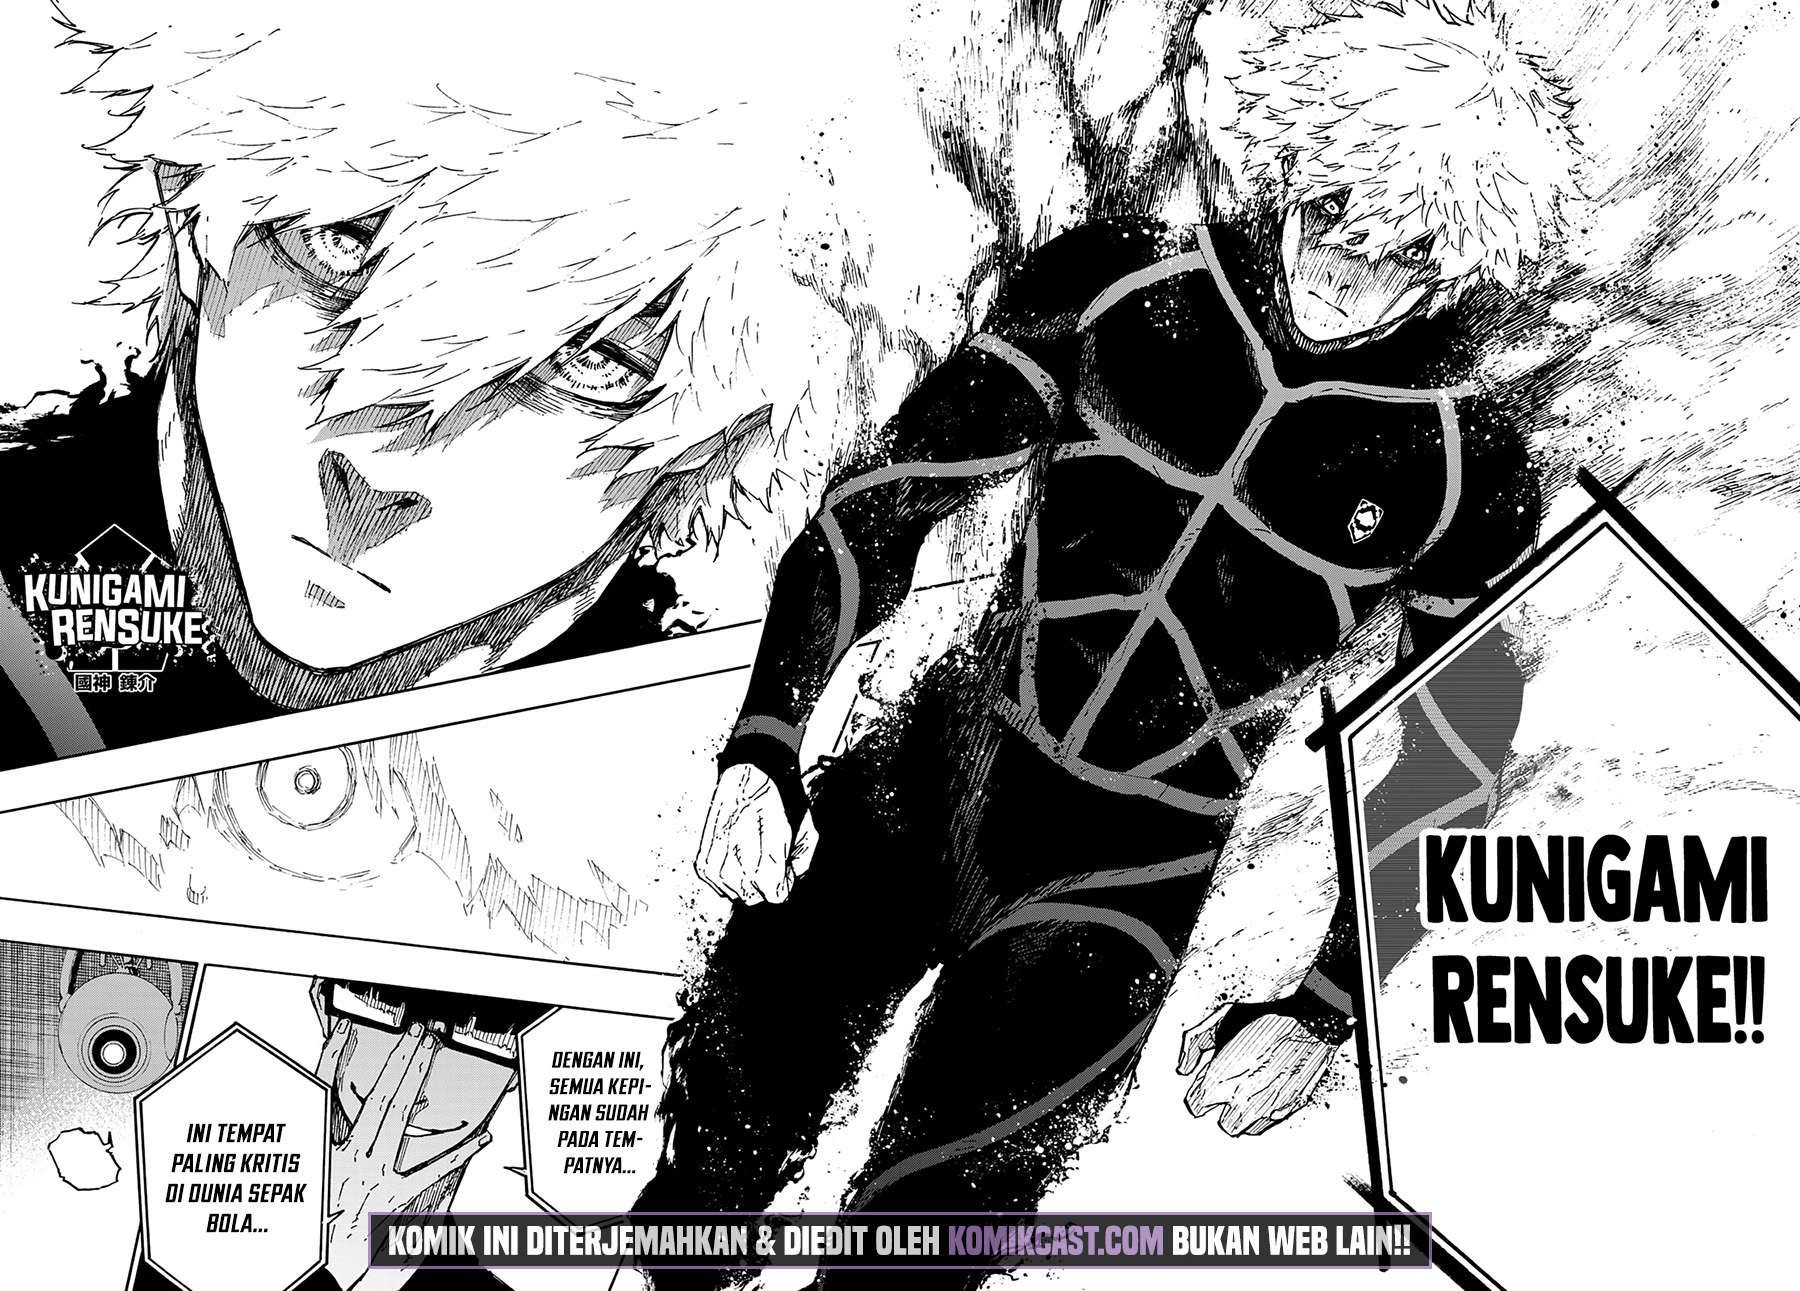 KUNIGAMI
RENSUKE!!
KUNIGAMI
RENSUKE
國神 錬介
DENGAN INI,
SEMUA KEPI-
NGAN SUDAH
PADA TEM-
PATNYA...
INI TEMPAT
PALING KRITIS
DI DUNIA SEPAK
BOLA...
KOMIK INI DITERJEMAHKAN & DIEDIT OLEH KOMIKCAST.COM BUKAN WEB LAIN!!